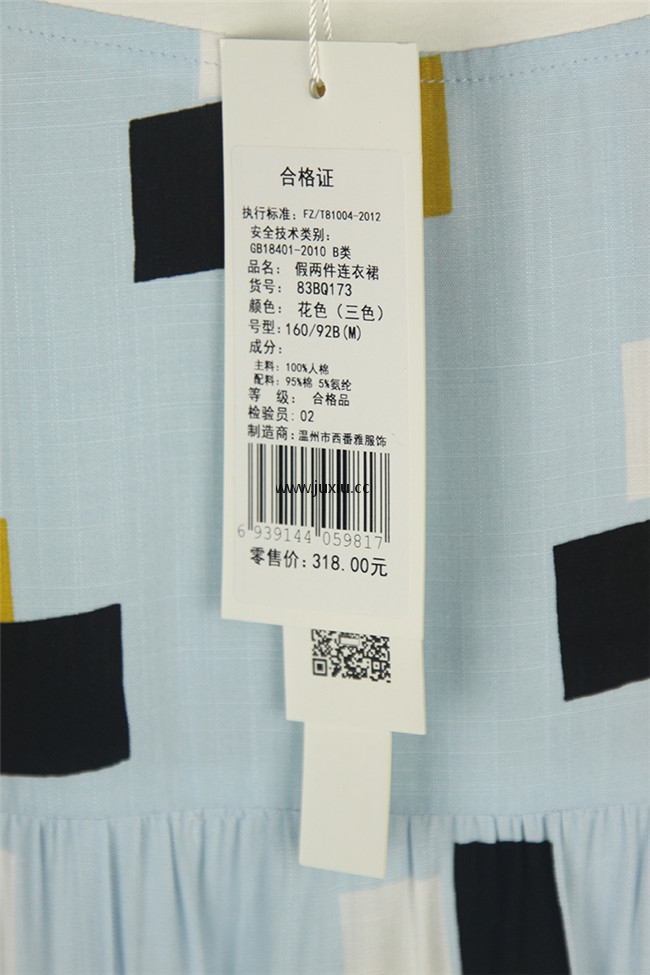 合格证
执行标准：FZ/T81004-2012
安全技术类别：
GB18401-2010 B类
品名：假两件连衣裙
货号：83BQ173
颜色：花色（三色）
号型:160/92B(M)
成分：
主料：100%人棉
配料：95%棉 5%氨纶
等 级：合格品
检验员:02
制造商:温州市西番雅服饰
www.juxiu.cc
6 939144 059817
零售价:318.00元